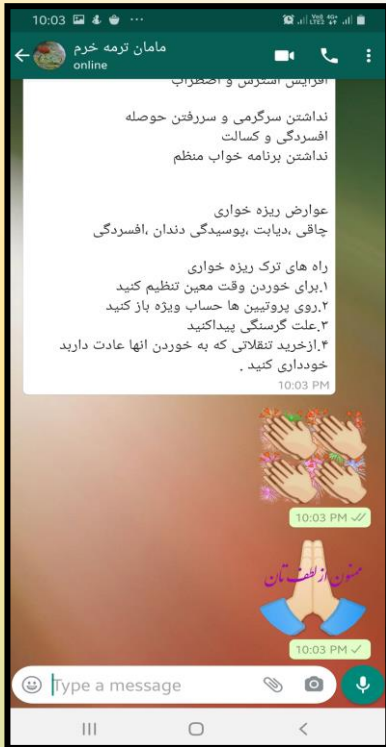 10:03
مامان ترمه خرم
online
افزایش استرس و اضطراب
نداشتن سرگرمی و سررفتن حوصله
افسردگی و کسالت
نداشتن برنامه خواب منظم
عوارض ریزه خواری
چاقی ،دیابت ،پوسیدگی دندان ،افسردگی
راه های ترک ریزه خواری
۱.برای خوردن وقت معین تنظیم کنید
۲.روی پروتیین ها حساب ویژه باز کنید
۳.علت گرسنگی پیداکنید
۴.ازخرید تنقلاتی که به خوردن انها عادت دارید
خودداری کنید .
10:03 PM
10:03 PM
ممنون از لطف تان
10:03 PM
Type a message